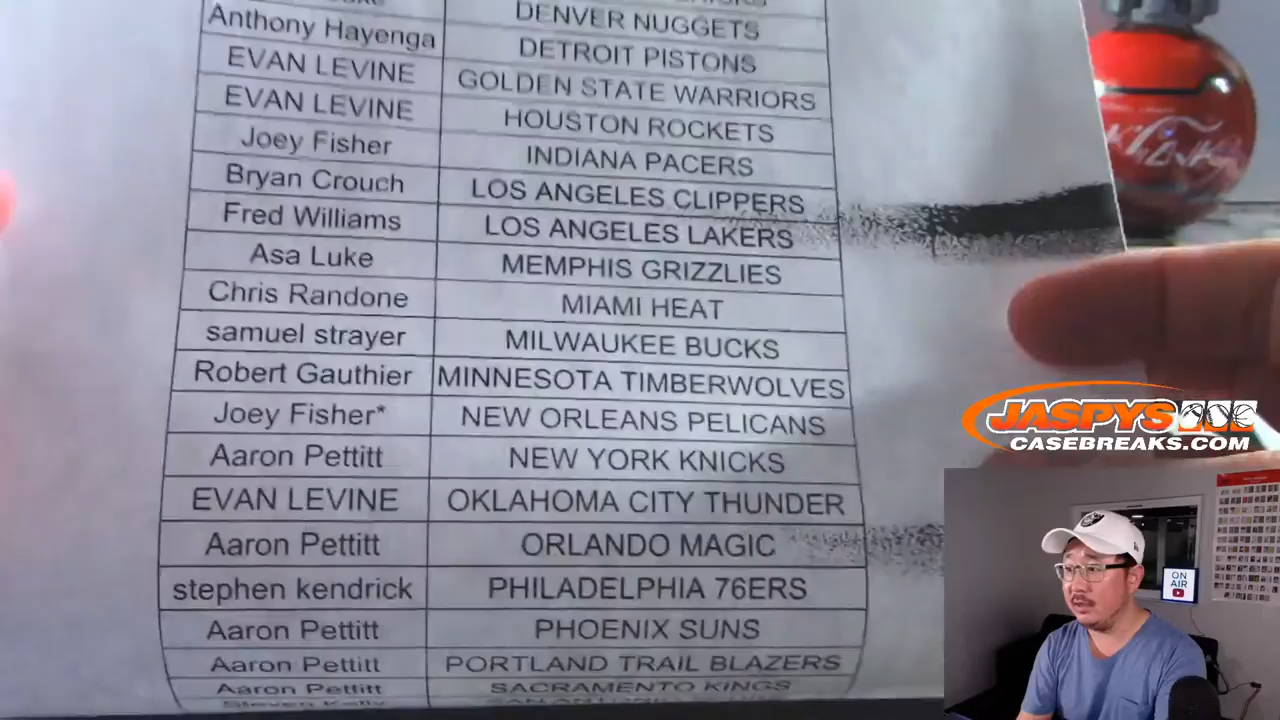 DENVER NUGGETS
Anthony Hayenga DETROIT PISTONS
EVAN LEVINE GOLDEN STATE WARRIORS
EVAN LEVINE HOUSTON ROCKETS
Joey Fisher INDIANA PACERS
Bryan Crouch LOS ANGELES CLIPPERS
Fred Williams LOS ANGELES LAKERS
Asa Luke MEMPHIS GRIZZLIES
Chris Randone MIAMI HEAT
samuel strayer MILWAUKEE BUCKS
Robert Gauthier MINNESOTA TIMBERWOLVES
Joey Fisher* NEW ORLEANS PELICANS
Aaron Pettitt NEW YORK KNICKS
EVAN LEVINE OKLAHOMA CITY THUNDER
Aaron Pettitt ORLANDO MAGIC
stephen kendrick PHILADELPHIA 76ERS
Aaron Pettitt PHOENIX SUNS
Aaron Pettitt PORTLAND TRAIL BLAZERS
Aaron Pettitt SACRAMENTO KINGS
JASPYS
CASEBREAKS.COM
ON
AIR